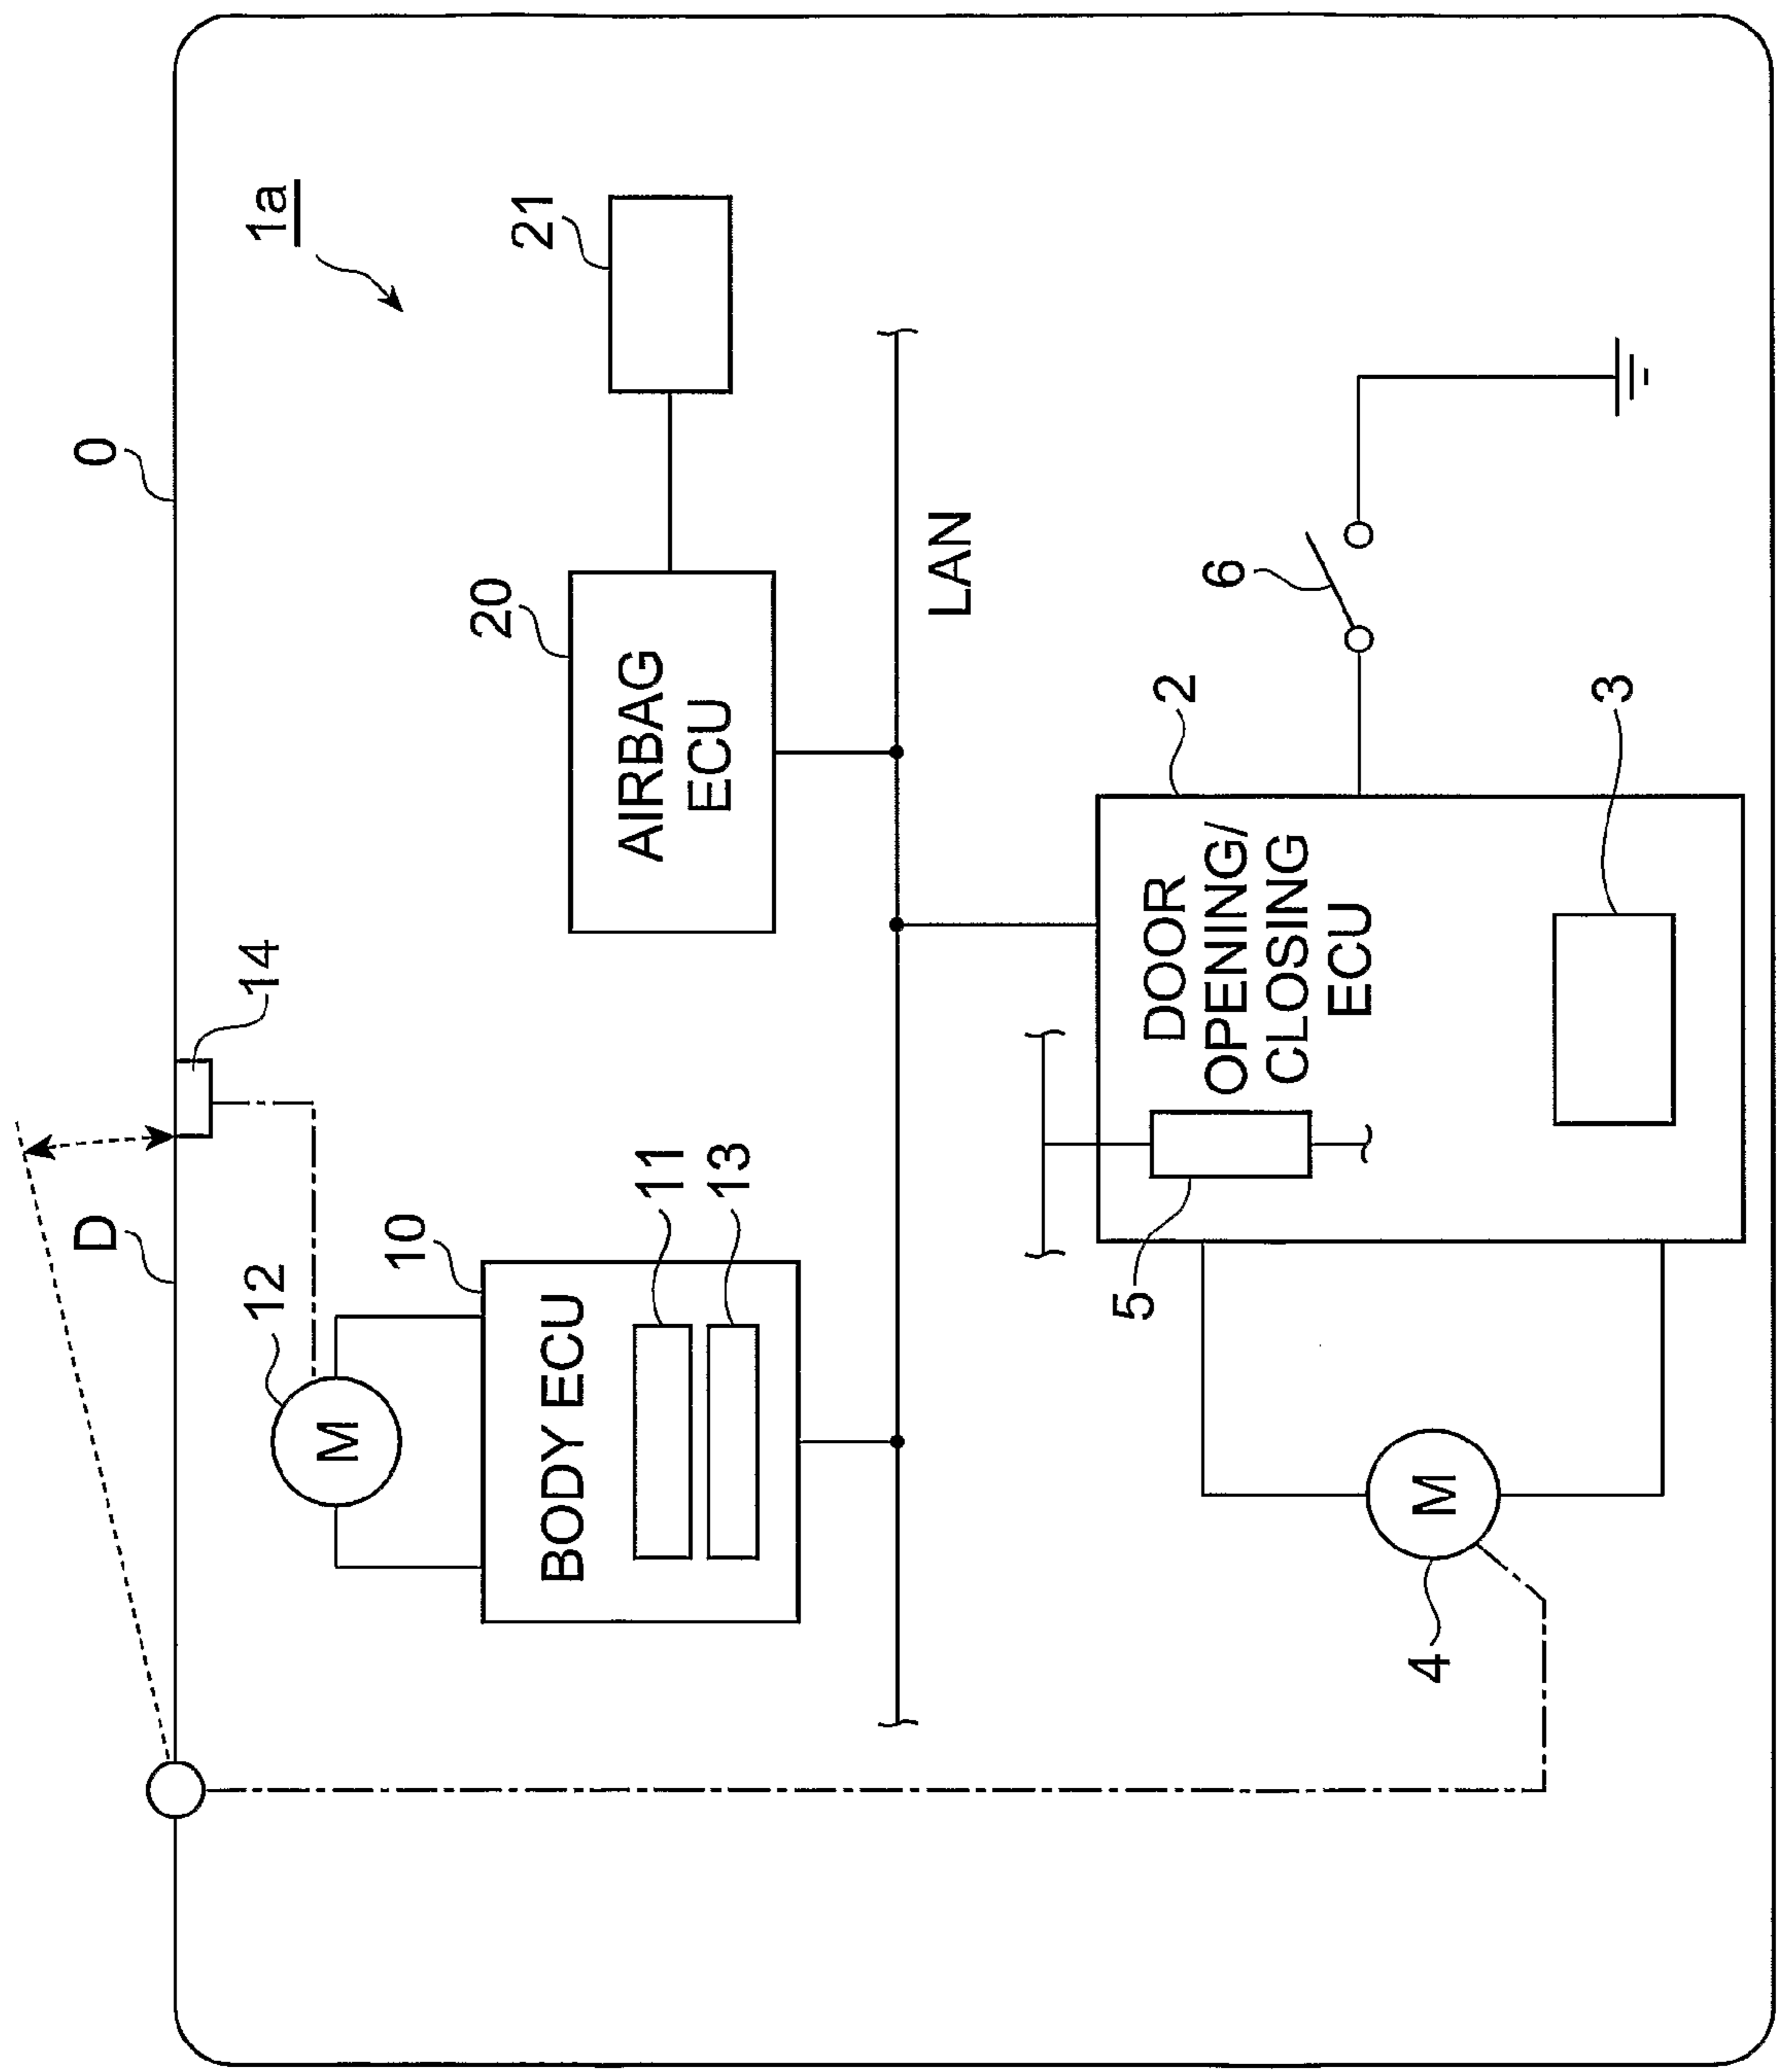 D
0
12
14
1a
M
10
20
21
BODY ECU
11
13
AIRBAG
ECU
LAN
5
DOOR
OPENING/
CLOSING
ECU
2
6
M
4
3